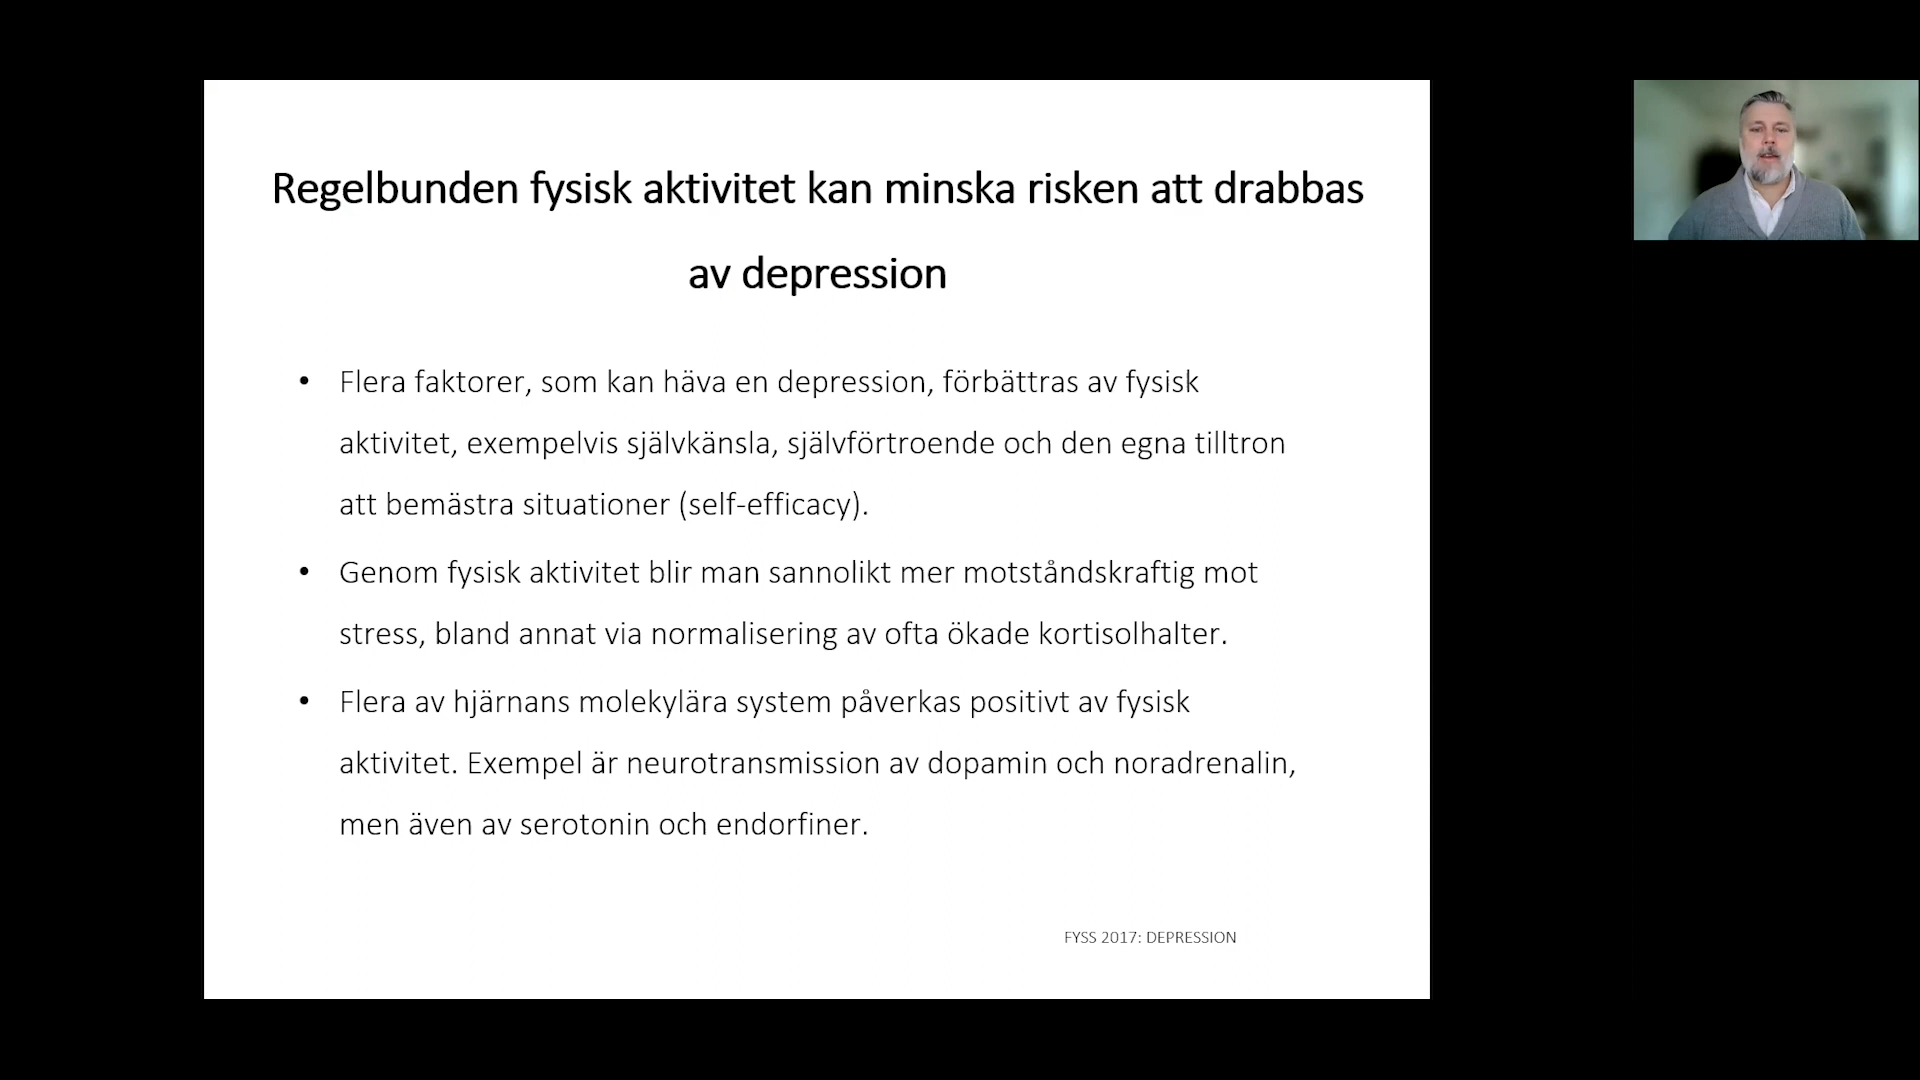 Regelbunden fysisk aktivitet kan minska risken att drabbas
av depression
• Flera faktorer, som kan häva en depression, förbättras av fysisk
aktivitet, exempelvis självkänsla, självförtroende och den egna tilltron
att bemästra situationer (self-efficacy).
• Genom fysisk aktivitet blir man sannolikt mer motståndskraftig mot
stress, bland annat via normalisering av ofta ökade kortisolhalter.
• Flera av hjärnans molekylära system påverkas positivt av fysisk
aktivitet. Exempel är neurotransmission av dopamin och noradrenalin,
men även av serotonin och endorfiner.
FYSS 2017: DEPRESSION